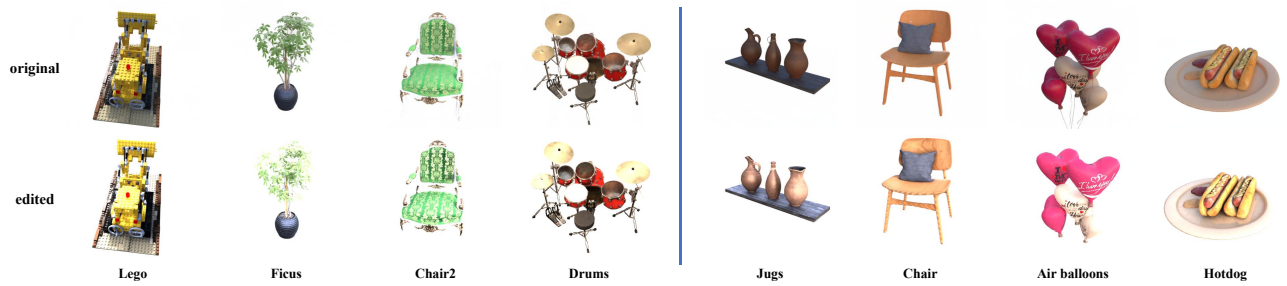 original
edited
Lego
Ficus
Chair2
Drums
Jugs
Chair
Air balloons
Hotdog